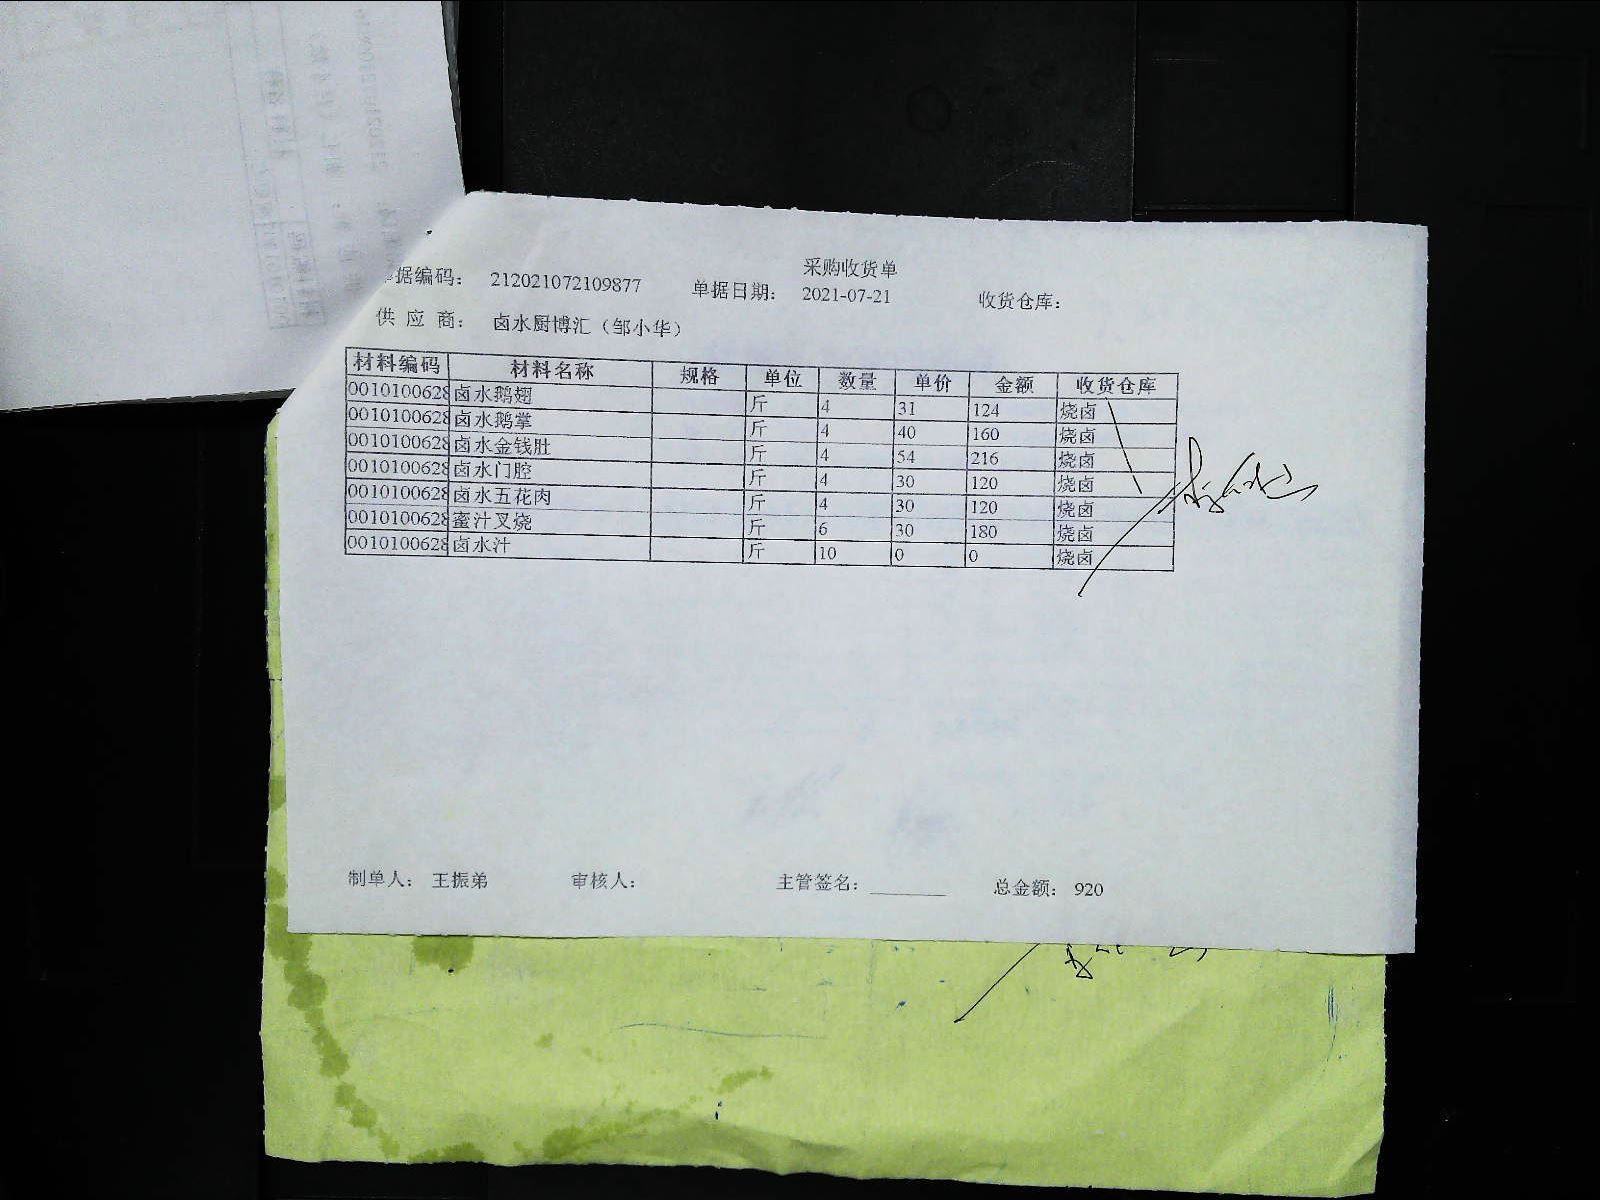 采购收货单
据编码： 212021072109877 单据日期： 2021-07-21 收货仓库：
供 应 商： 卤水厨博汇（邹小华）
材料编码 材料名称 规格 单位 数量 单价 金额 收货仓库
0010100628 卤水鹅翅 斤 4 31 124 烧卤
0010100628 卤水鹅掌 斤 4 40 160 烧卤
0010100628 卤水金钱肚 斤 4 54 216 烧卤
0010100628 卤水门腔 斤 4 30 120 烧卤
0010100628 卤水五花肉 斤 4 30 120 烧卤
0010100628 蜜汁叉烧 斤 6 30 180 烧卤
0010100628 卤水汁 斤 10 0 0 烧卤
制单人： 王振弟 审核人： 主管签名： 总金额： 920